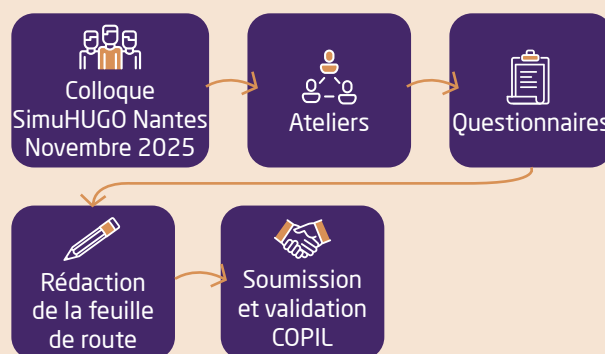 Colloque
SimuHUGO Nantes
Novembre 2025
Ateliers
Questionnaires
Rédaction
de la feuille
de route
Soumission
et validation
COPIL